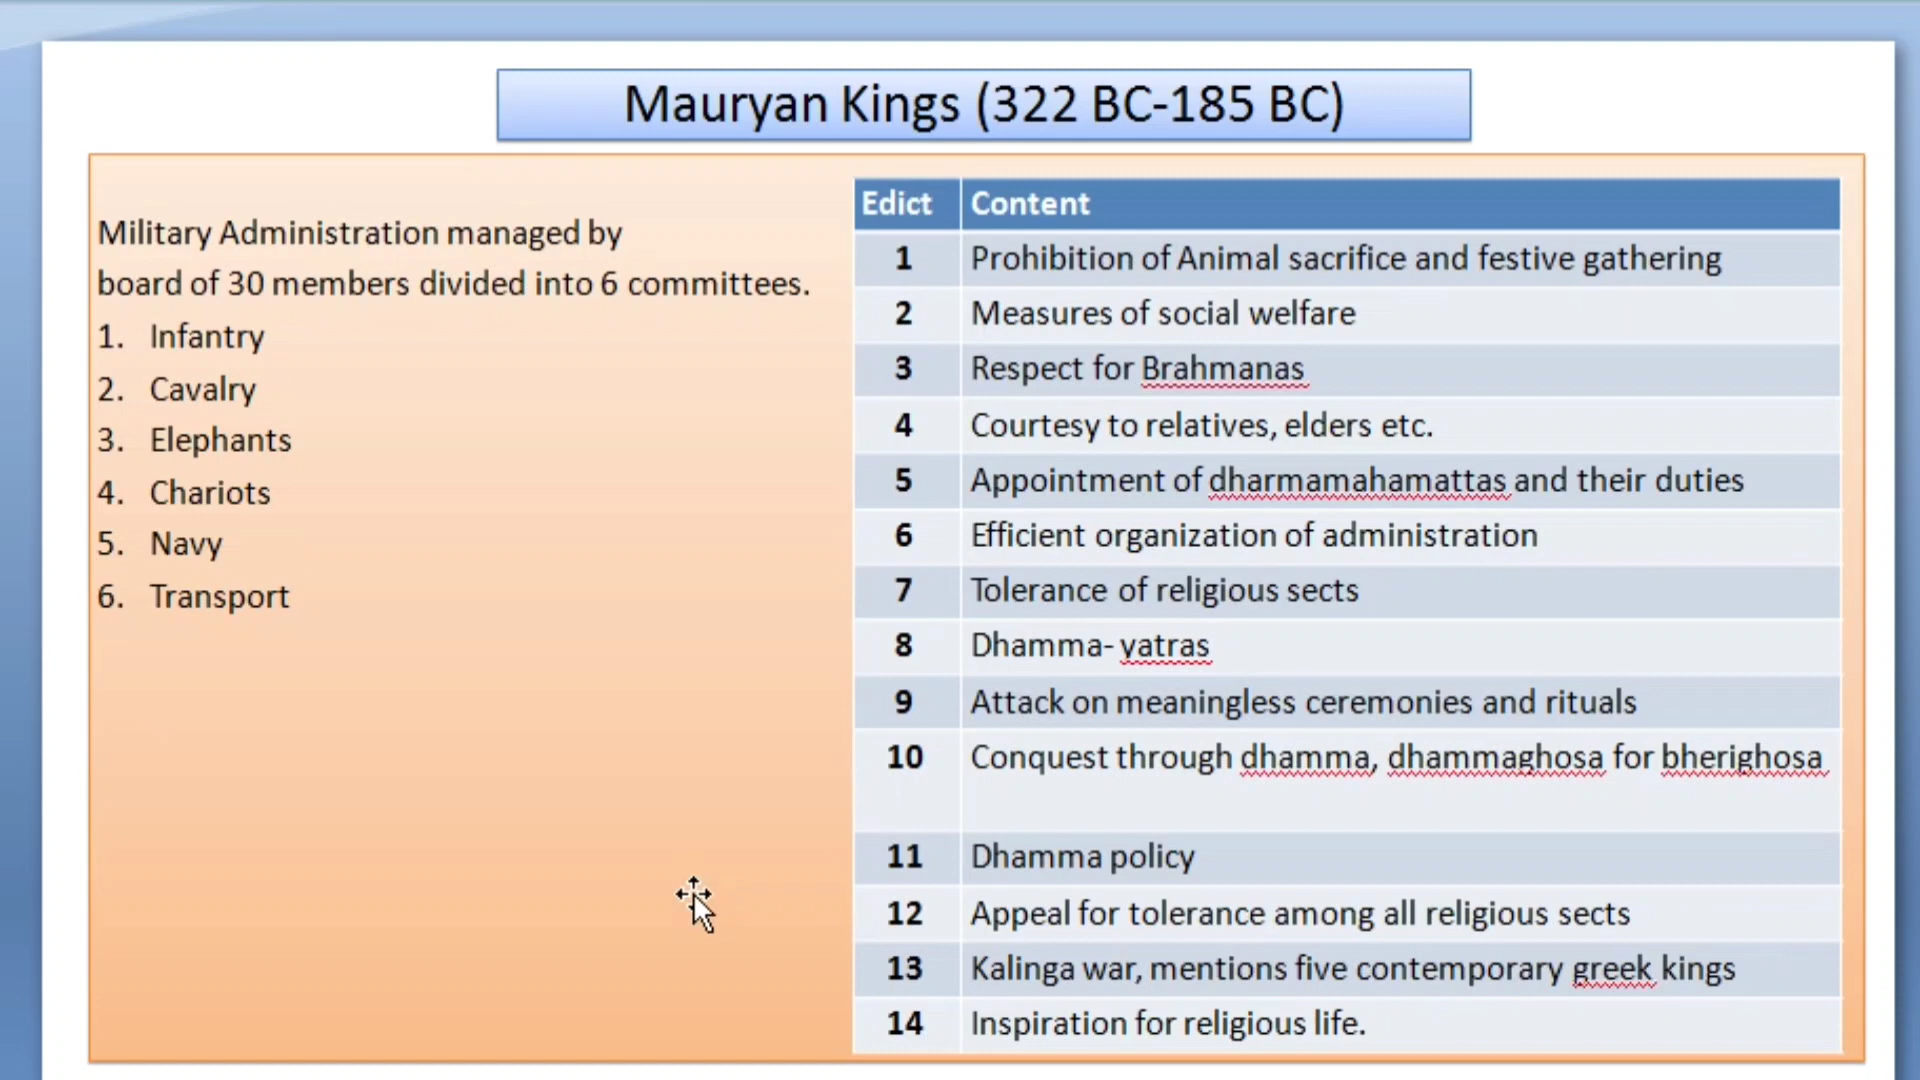 Mauryan Kings (322 BC-185 BC)
Military Administration managed by
board of 30 members divided into 6 committees.
1. Infantry
2. Cavalry
3. Elephants
4. Chariots
5. Navy
6. Transport
Edict Content
1 Prohibition of Animal sacrifice and festive gathering
2 Measures of social welfare
3 Respect for Brahmanas
4 Courtesy to relatives, elders etc.
5 Appointment of dharmamahamattas and their duties
6 Efficient organization of administration
7 Tolerance of religious sects
8 Dhamma- yatras
9 Attack on meaningless ceremonies and rituals
10 Conquest through dhamma, dhammaghosa for bherighosa
11 Dhamma policy
12 Appeal for tolerance among all religious sects
13 Kalinga war, mentions five contemporary greek kings
14 Inspiration for religious life.